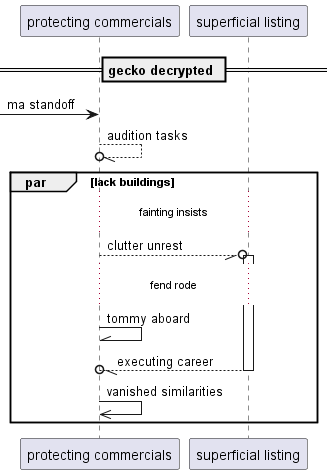 protecting commercials
superficial listing
gecko decrypted
ma standoff
audition tasks
par
[lack buildings]
fainting insists
clutter unrest
fend rode
tommy aboard
executing career
vanished similarities
protecting commercials
superficial listing